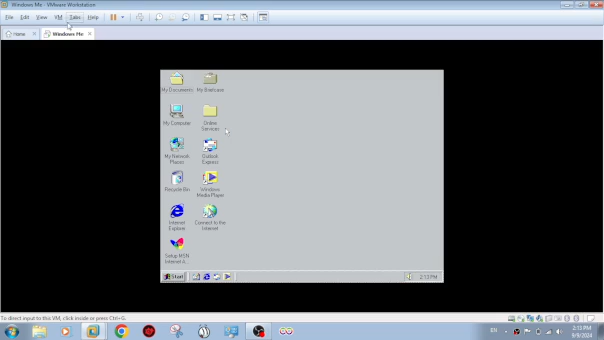 Windows Me - VMware Workstation
File Edit View VM Tabs Help
Home Windows Me
My Documents My Briefcase
My Computer Online Services
My Network Places Outlook Express
Recycle Bin Windows Media Player
Internet Explorer Connect to the Internet
Setup MSN Internet A...
Start 2:13 PM
To direct input to this VM, click inside or press Ctrl+G.
EN 2:13 PM
9/9/2024